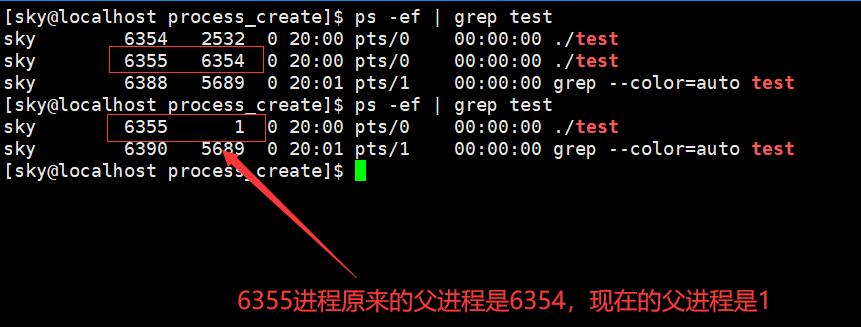 [sky@localhost process_create]$ ps -ef | grep test
sky 6354 2532 0 20:00 pts/0 00:00:00 ./test
sky 6355 6354 0 20:00 pts/0 00:00:00 ./test
sky 6388 5689 0 20:01 pts/1 00:00:00 grep --color=auto test
[sky@localhost process_create]$ ps -ef | grep test
sky 6355 1 0 20:00 pts/0 00:00:00 ./test
sky 6390 5689 0 20:01 pts/1 00:00:00 grep --color=auto test
[sky@localhost process_create]$
6355进程原来的父进程是6354，现在的父进程是1